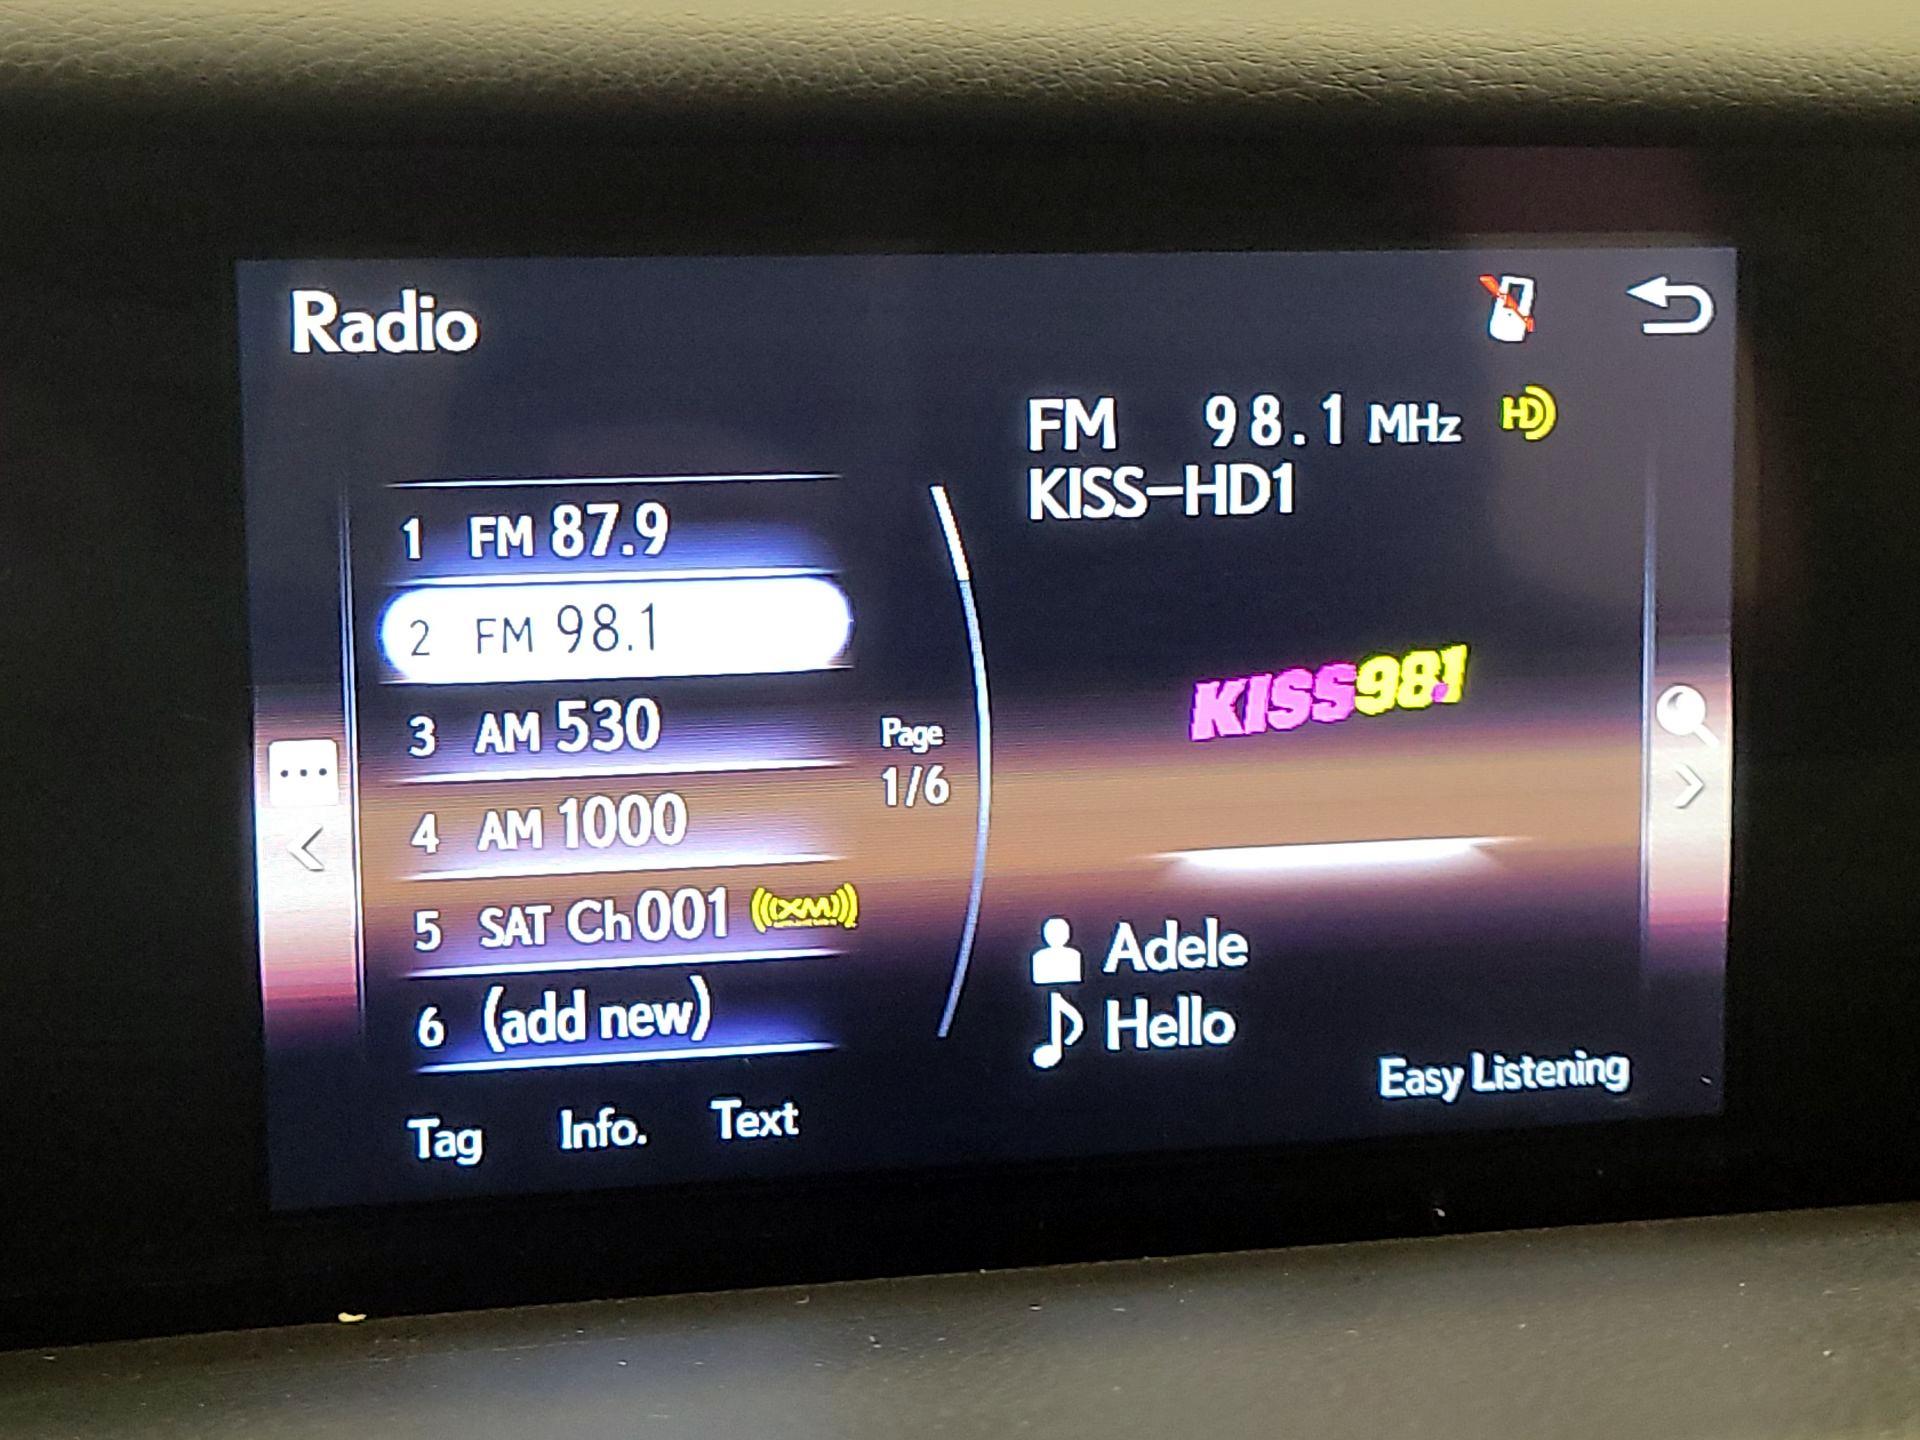 Radio
FM 98.1 MHz HD
KISS-HD1
1 FM 87.9
2 FM 98.1
3 AM 530
4 AM 1000
5 SAT Ch001 ((XM))
6 (add new)
Page
1/6
KISS98.1
Adele
Hello
Easy Listening
Tag Info. Text